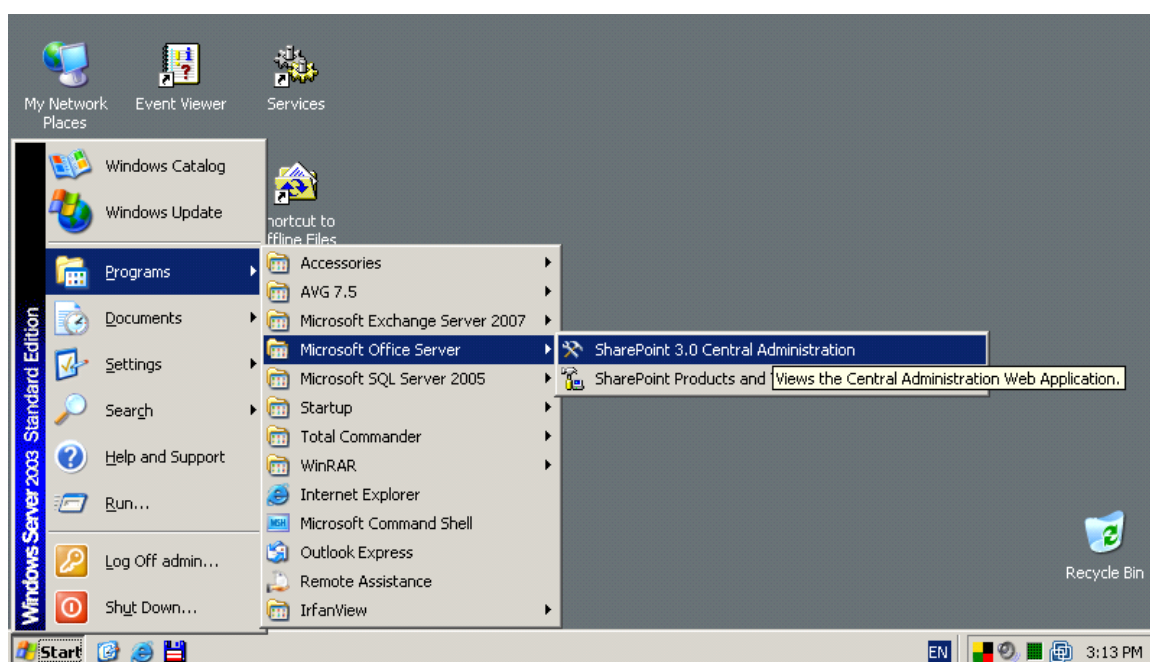 My Network
Places
Event Viewer
Services
Windows Catalog
Windows Update
hortcut to
ffline Files
Programs
Documents
Settings
Search
Help and Support
Run...
Log Off admin...
Shut Down...
Windows Server 2003 Standard Edition
Accessories
AVG 7.5
Microsoft Exchange Server 2007
Microsoft Office Server
Microsoft SQL Server 2005
Startup
Total Commander
WinRAR
Internet Explorer
Microsoft Command Shell
Outlook Express
Remote Assistance
IrfanView
SharePoint 3.0 Central Administration
SharePoint Products and
Views the Central Administration Web Application.
Recycle Bin
Start
EN
3:13 PM